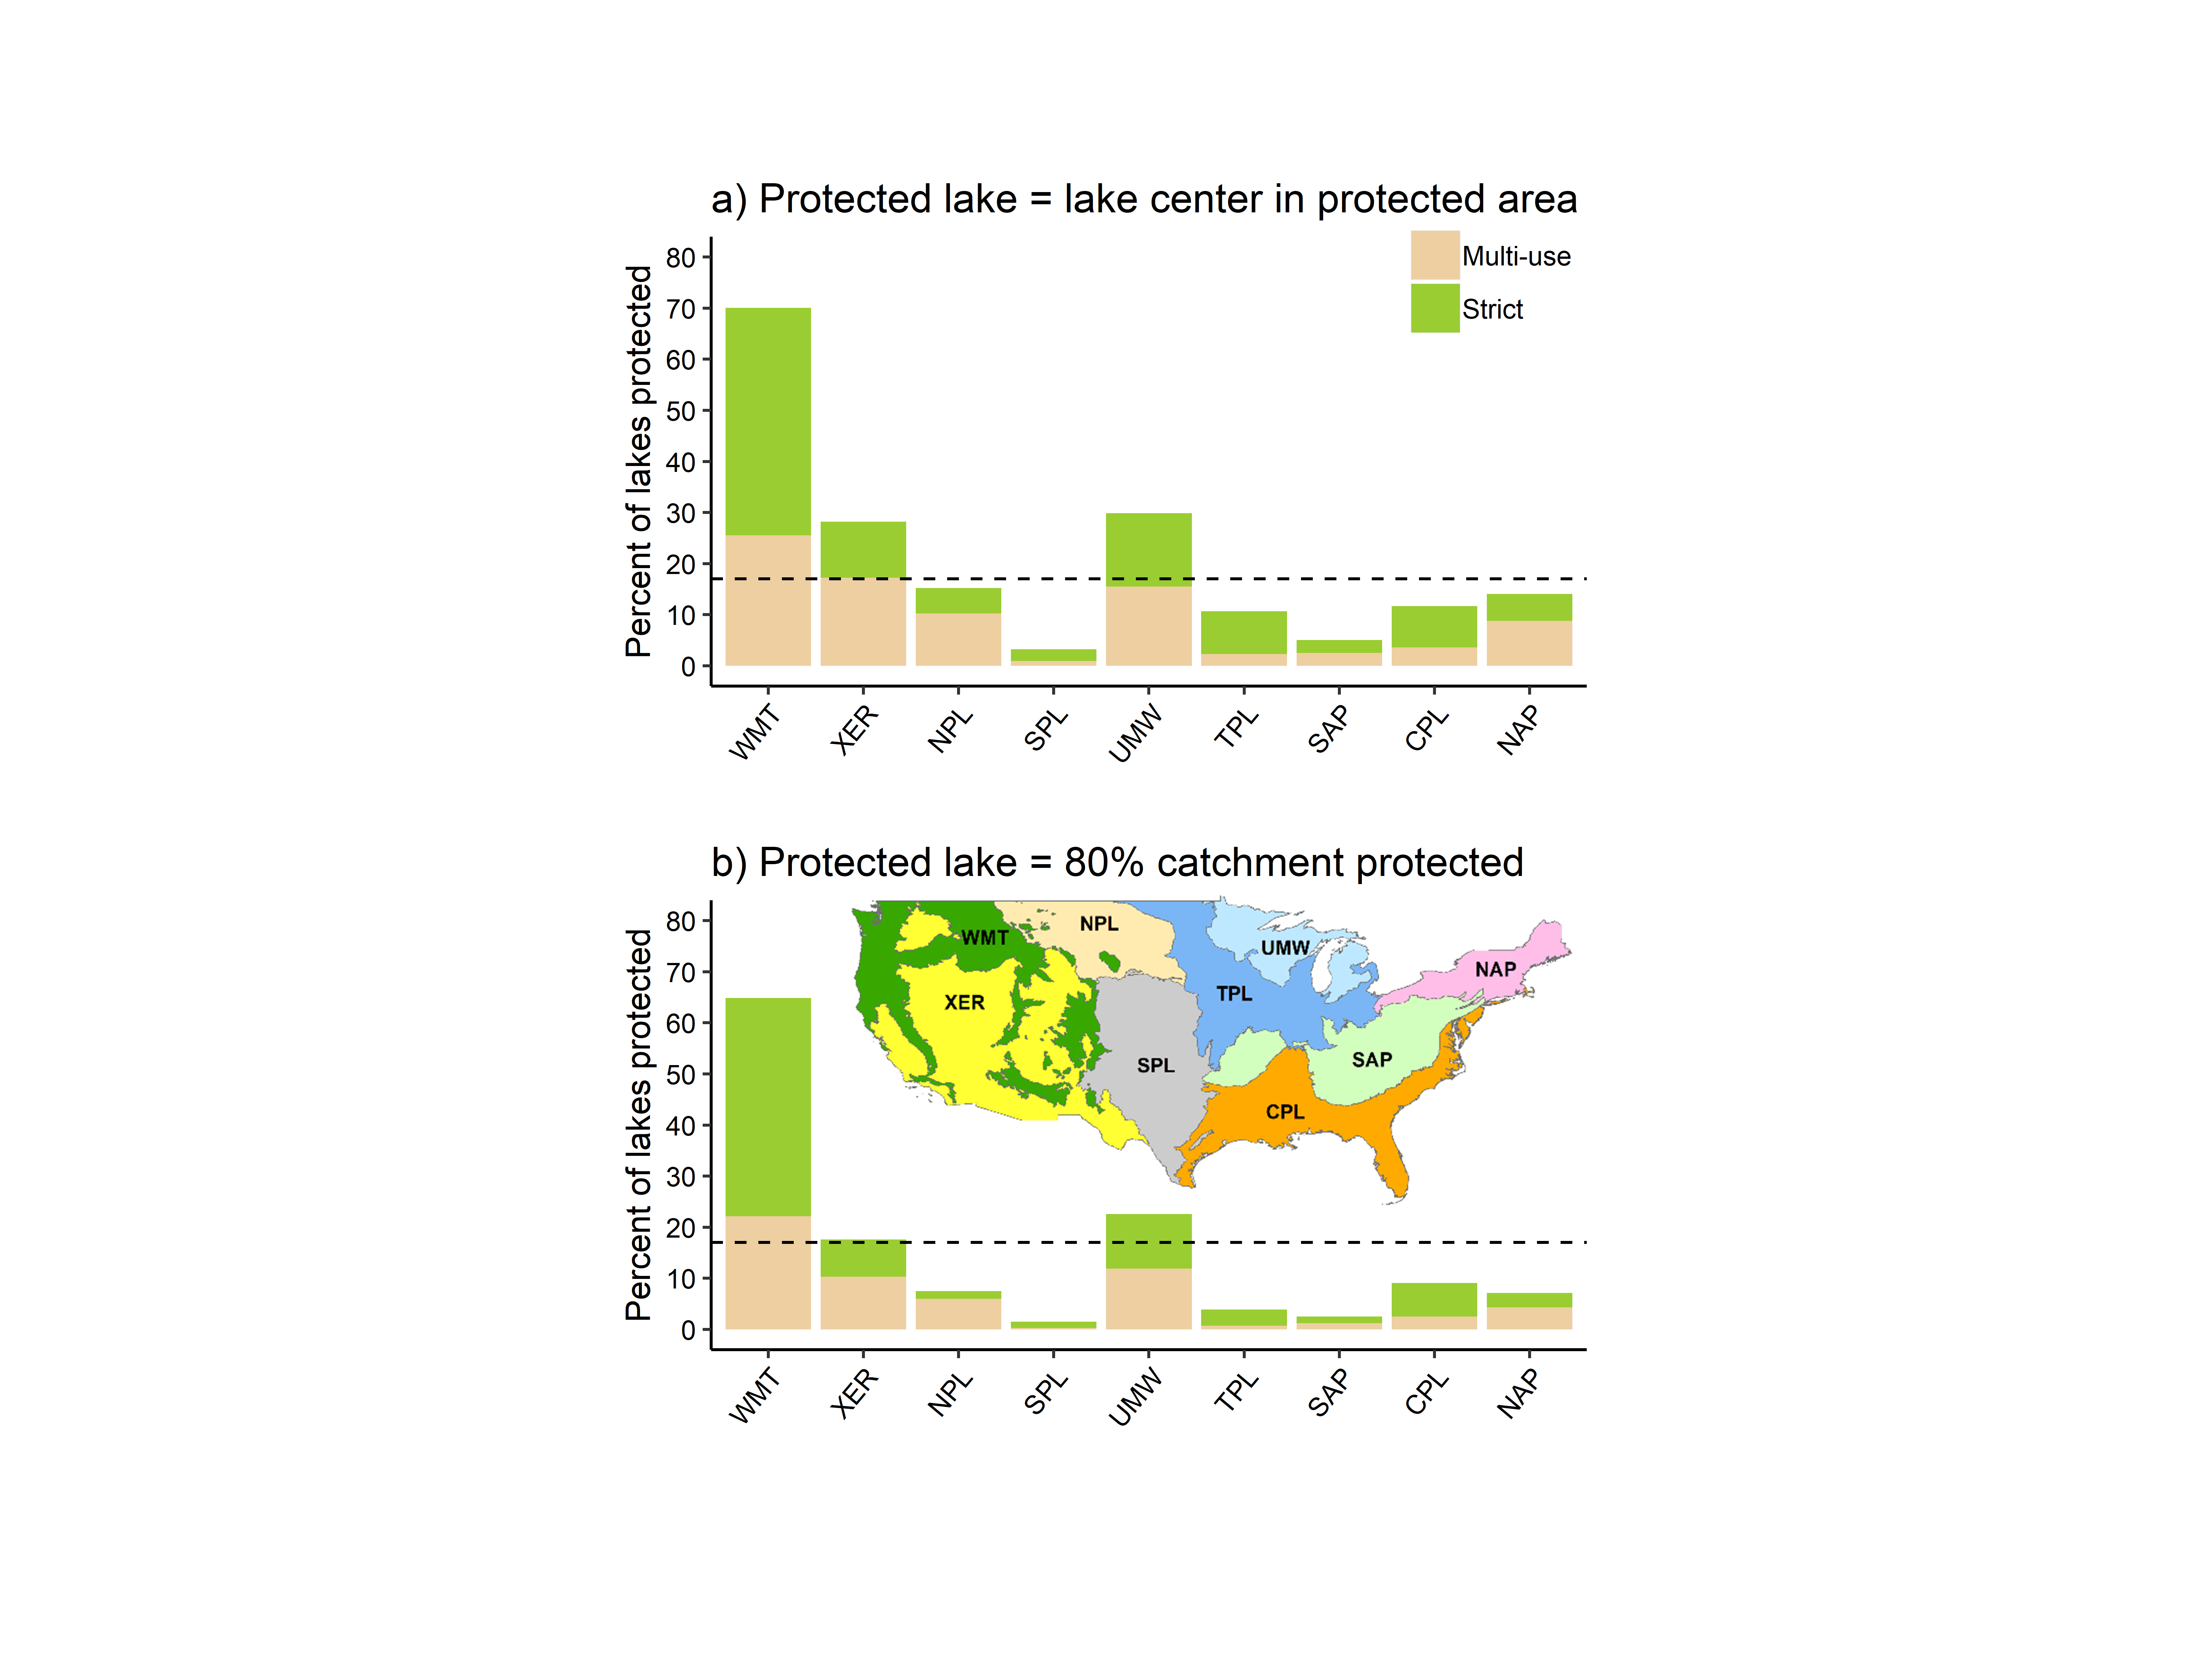 a) Protected lake = lake center in protected area
Multi-use
Strict
Percent of lakes protected
80
70
60
50
40
30
20
10
0
WMT XER NPL SPL UMW TPL SAP CPL NAP
b) Protected lake = 80% catchment protected
Percent of lakes protected
80
70
60
50
40
30
20
10
0
NPL
WMT
UMW
NAP
TPL
XER
SAP
SPL
CPL
WMT XER NPL SPL UMW TPL SAP CPL NAP